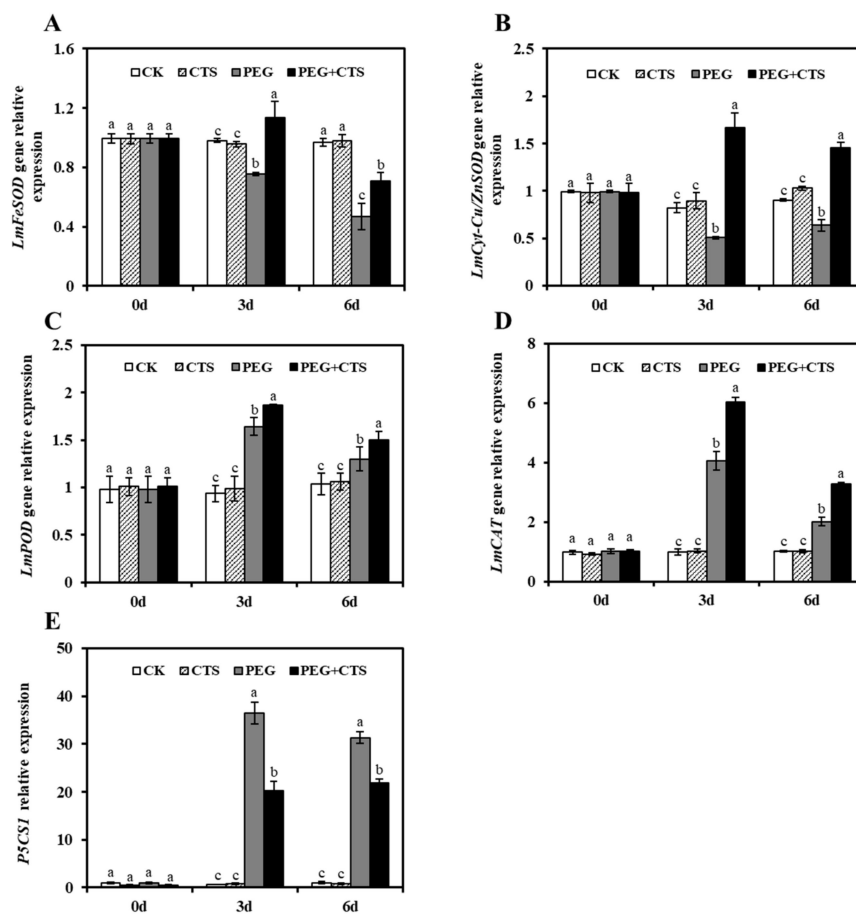 A
LmFeSOD gene relative
expression
1.6
1.2
0.8
0.4
0
CK CTS PEG PEG+CTS
a a a a
c c b a
a a c b
0d 3d 6d
B
LmCyt-Cu/ZnSOD gene relative
expression
2.5
2
1.5
1
0.5
0
CK CTS PEG PEG+CTS
a a a a
c c b a
c c b a
0d 3d 6d
C
LmPOD gene relative expression
2.5
2
1.5
1
0.5
0
CK CTS PEG PEG+CTS
a a a a
c c b a
c c b a
0d 3d 6d
D
LmCAT gene relative expression
8
6
4
2
0
CK CTS PEG PEG+CTS
a a a a
c c b a
c c b a
0d 3d 6d
E
P5CS1 relative expression
50
40
30
20
10
0
CK CTS PEG PEG+CTS
a a a a
c c a b
c c a b
0d 3d 6d